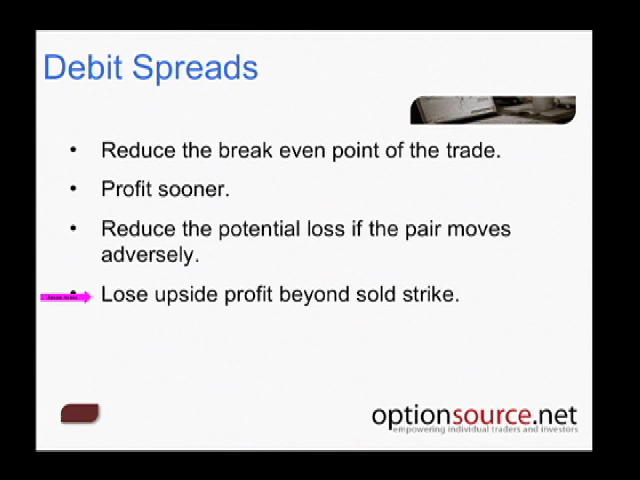 Debit Spreads
• Reduce the break even point of the trade.
• Profit sooner.
• Reduce the potential loss if the pair moves
adversely.
• Lose upside profit beyond sold strike.
optionsource.net
empowering individual traders and investors